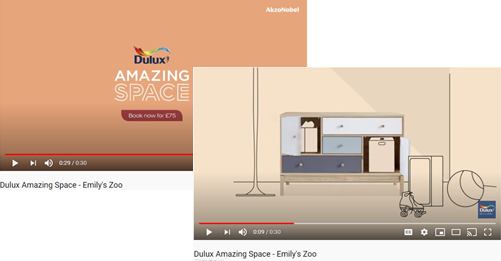 AkzoNobel
Dulux
AMAZING
SPACE
Book now for £75
0:29 / 0:30
Dulux Amazing Space - Emily's Zoo
Dulux
0:09 / 0:30
Dulux Amazing Space - Emily's Zoo